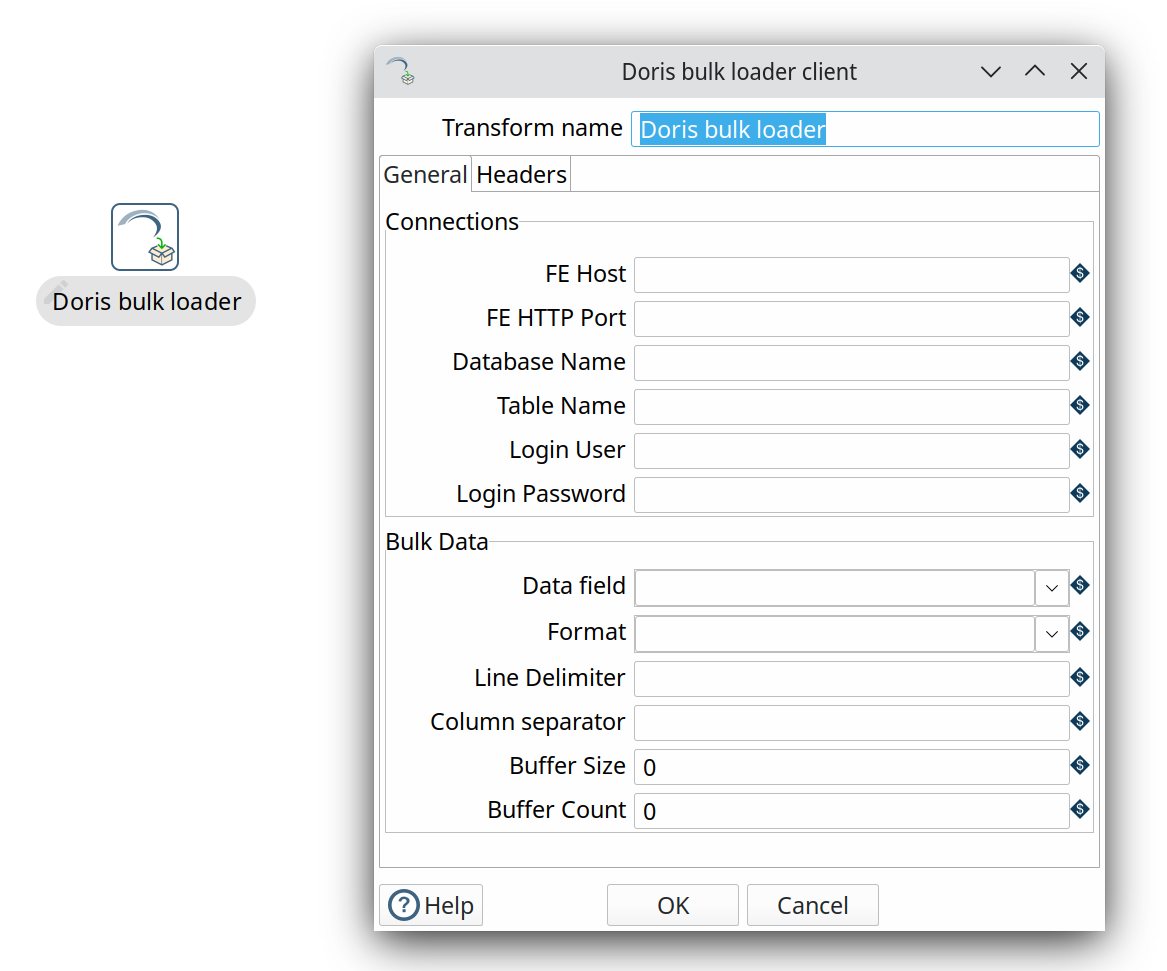 Doris bulk loader client
Transform name Doris bulk loader
General Headers
Connections
FE Host
FE HTTP Port
Database Name
Table Name
Login User
Login Password
Bulk Data
Data field
Format
Line Delimiter
Column separator
Buffer Size 0
Buffer Count 0
? Help OK Cancel
Doris bulk loader